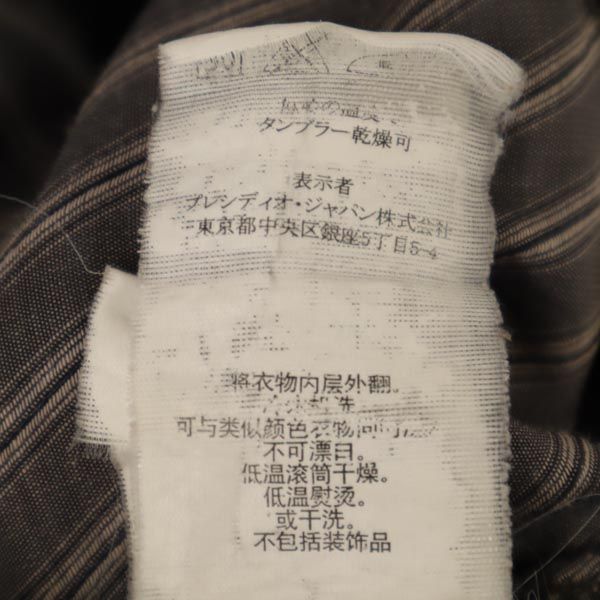 タンブラー乾燥可
表示者
ブレンディオ・ジャパン株式会社
東京都中央区銀座5丁目5-4
将衣物内层外翻。
可与类似颜色衣物同
不可漂白。
低温滚筒干燥。
低温熨烫。
或干洗。
不包括装饰品